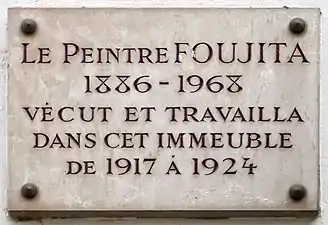 LE PEINTRE FOUJITA
1886-1968
VÉCUT ET TRAVAILLA
DANS CET IMMEUBLE
DE 1917 À 1924